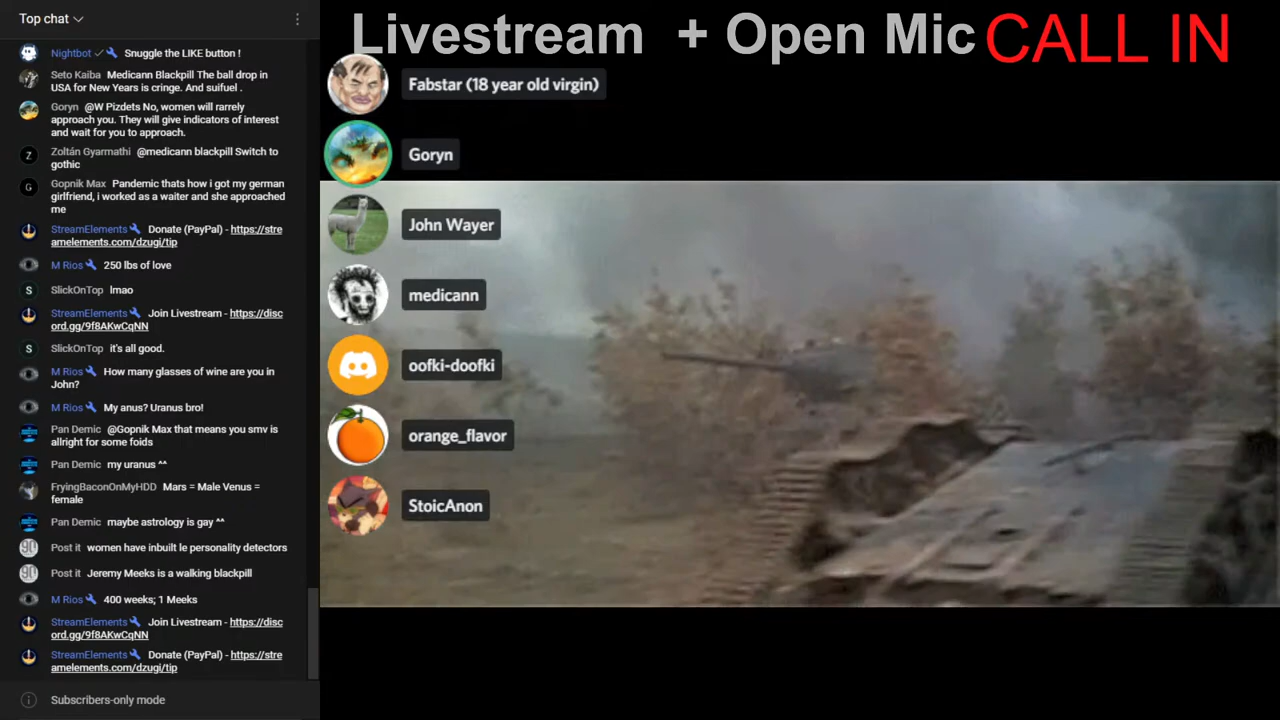 Top chat
Nightbot Snuggle the LIKE button !
Seto Kaiba Medicann Blackpill The ball drop in
USA for New Years is cringe. And suifuel .
Goryn @W Pizdets No, women will rarrely
approach you. They will give indicators of interest
and wait for you to approach.
Z
Zoltán Gyarmathi @medicann blackpill Switch to
gothic
G
Gopnik Max Pandemic thats how i got my german
girlfriend, i worked as a waiter and she approached
me
StreamElements Donate (PayPal) - https://stre
amelements.com/dzugi/tip
M Rios 250 lbs of love
S
SlickOnTop lmao
StreamElements Join Livestream - https://disc
ord.gg/9f8AKwCqNN
S
SlickOnTop it's all good.
M Rios How many glasses of wine are you in
John?
M Rios My anus? Uranus bro!
Pan Demic @Gopnik Max that means you smv is
allright for some foids
Pan Demic my uranus ^^
FryingBaconOnMyHDD Mars = Male Venus =
female
Pan Demic maybe astrology is gay ^^
Post it women have inbuilt le personality detectors
Post it Jeremy Meeks is a walking blackpill
M Rios 400 weeks; 1 Meeks
StreamElements Join Livestream - https://disc
ord.gg/9f8AKwCqNN
StreamElements Donate (PayPal) - https://stre
amelements.com/dzugi/tip
Subscribers-only mode
Livestream + Open Mic CALL IN
Fabstar (18 year old virgin)
Goryn
John Wayer
medicann
oofki-doofki
orange_flavor
StoicAnon